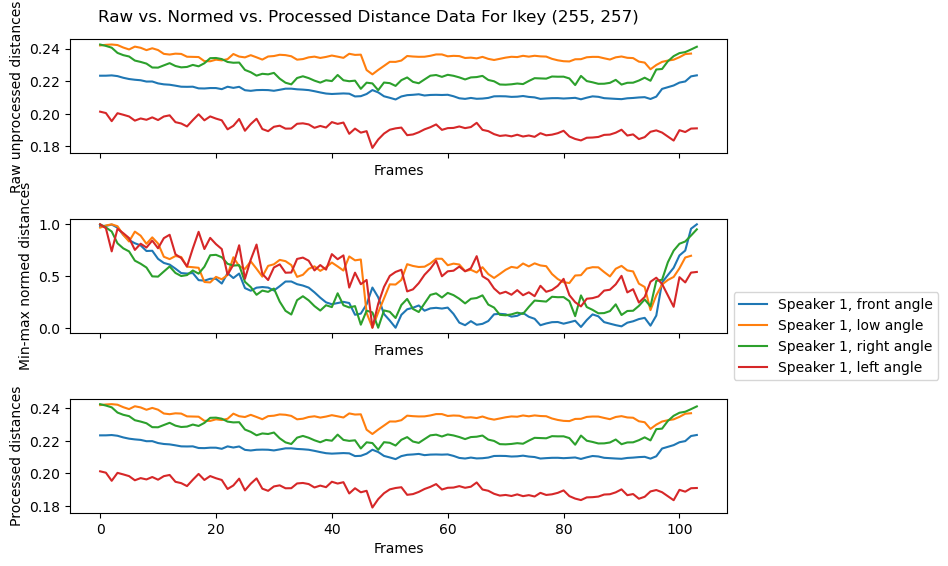 Raw vs. Normed vs. Processed Distance Data For lkey (255, 257)
Raw unprocessed distances
0.24
0.22
0.20
0.18
Frames
Min-max normed distances
1.0
0.5
0.0
Frames
Speaker 1, front angle
Speaker 1, low angle
Speaker 1, right angle
Speaker 1, left angle
Processed distances
0.24
0.22
0.20
0.18
0
20
40
60
80
100
Frames